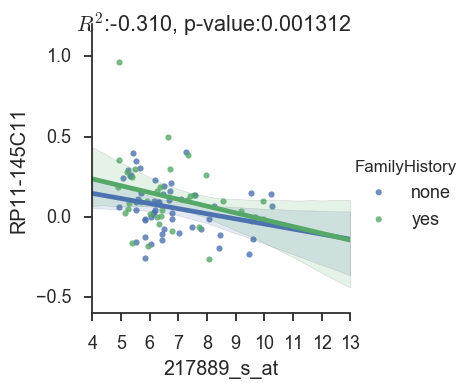 R²:-0.310, p-value:0.001312
1.0
0.5
0.0
−0.5
RP11-145C11
4 5 6 7 8 9 10 11 12 13
217889_s_at
FamilyHistory
none
yes